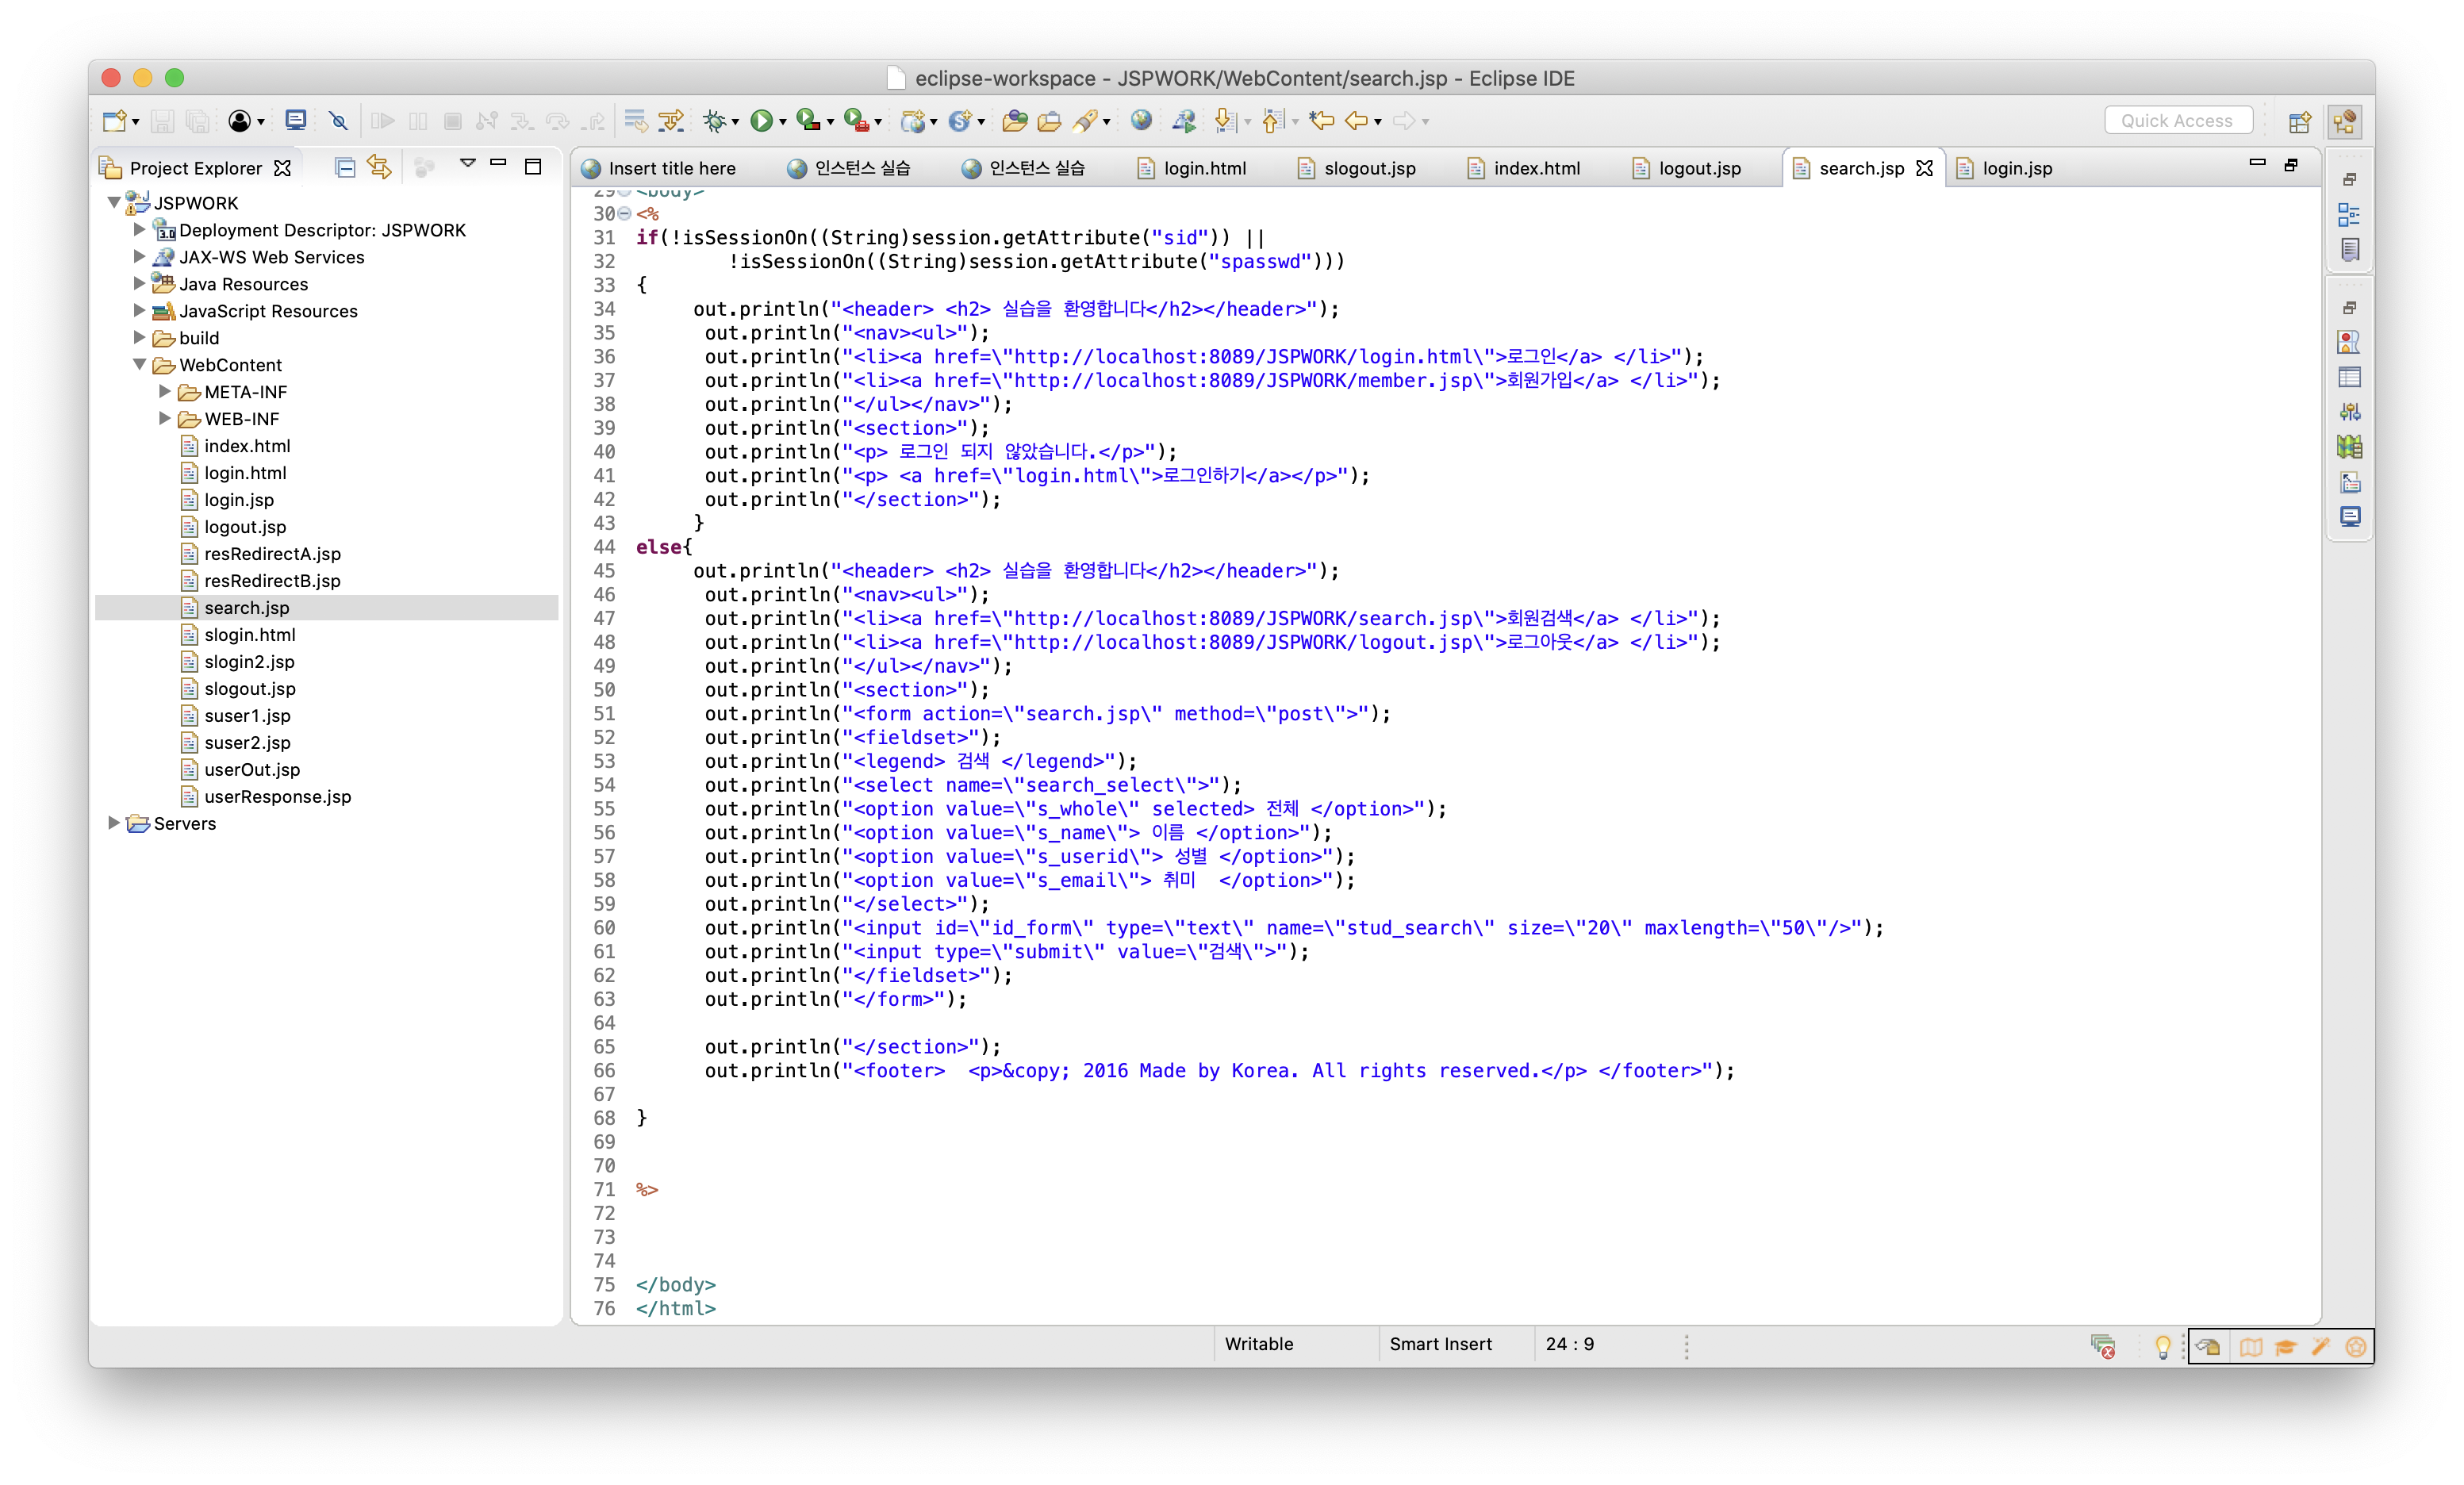 eclipse-workspace - JSPWORK/WebContent/search.jsp - Eclipse IDE
Quick Access
Project Explorer
JSPWORK
3.0 Deployment Descriptor: JSPWORK
JAX-WS Web Services
Java Resources
JavaScript Resources
build
WebContent
META-INF
WEB-INF
index.html
login.html
login.jsp
logout.jsp
resRedirectA.jsp
resRedirectB.jsp
search.jsp
slogin.html
slogin2.jsp
slogout.jsp
suser1.jsp
suser2.jsp
userOut.jsp
userResponse.jsp
Servers
Insert title here
인스턴스 실습
인스턴스 실습
login.html
slogout.jsp
index.html
logout.jsp
search.jsp
login.jsp
29 <body>
30 <%
31 if(!isSessionOn((String)session.getAttribute("sid")) ||
32 !isSessionOn((String)session.getAttribute("spasswd")))
33 {
34 out.println("<header> <h2> 실습을 환영합니다</h2></header>");
35 out.println("<nav><ul>");
36 out.println("<li><a href=\"http://localhost:8089/JSPWORK/login.html\">로그인</a> </li>");
37 out.println("<li><a href=\"http://localhost:8089/JSPWORK/member.jsp\">회원가입</a> </li>");
38 out.println("</ul></nav>");
39 out.println("<section>");
40 out.println("<p> 로그인 되지 않았습니다.</p>");
41 out.println("<p> <a href=\"login.html\">로그인하기</a></p>");
42 out.println("</section>");
43 }
44 else{
45 out.println("<header> <h2> 실습을 환영합니다</h2></header>");
46 out.println("<nav><ul>");
47 out.println("<li><a href=\"http://localhost:8089/JSPWORK/search.jsp\">회원검색</a> </li>");
48 out.println("<li><a href=\"http://localhost:8089/JSPWORK/logout.jsp\">로그아웃</a> </li>");
49 out.println("</ul></nav>");
50 out.println("<section>");
51 out.println("<form action=\"search.jsp\" method=\"post\">");
52 out.println("<fieldset>");
53 out.println("<legend> 검색 </legend>");
54 out.println("<select name=\"search_select\">");
55 out.println("<option value=\"s_whole\" selected> 전체 </option>");
56 out.println("<option value=\"s_name\"> 이름 </option>");
57 out.println("<option value=\"s_userid\"> 성별 </option>");
58 out.println("<option value=\"s_email\"> 취미  </option>");
59 out.println("</select>");
60 out.println("<input id=\"id_form\" type=\"text\" name=\"stud_search\" size=\"20\" maxlength=\"50\"/>");
61 out.println("<input type=\"submit\" value=\"검색\">");
62 out.println("</fieldset>");
63 out.println("</form>");
64
65 out.println("</section>");
66 out.println("<footer>  <p>&copy; 2016 Made by Korea. All rights reserved.</p> </footer>");
67
68 }
69
70
71 %>
72
73
74
75 </body>
76 </html>
Writable
Smart Insert
24 : 9